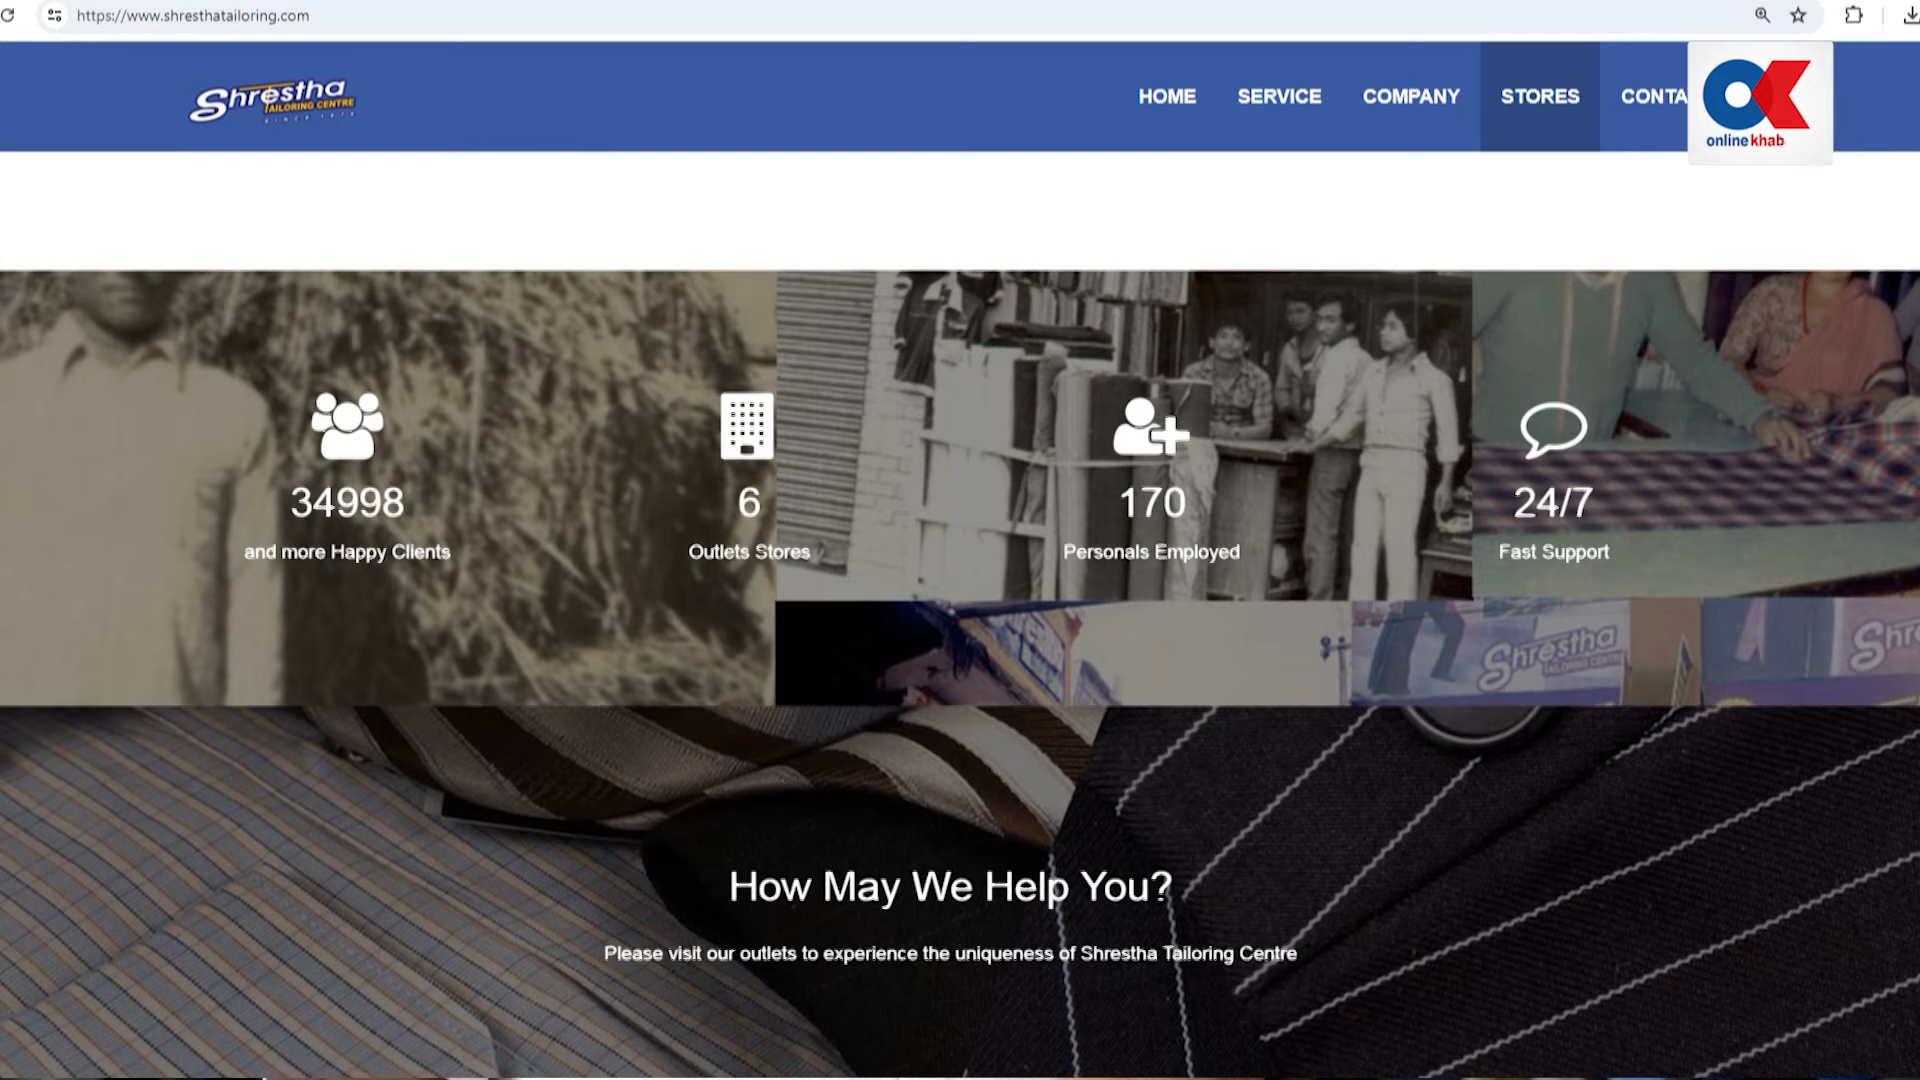 https://www.shresthatailoring.com
Shrestha
TAILORING CENTRE
HOME SERVICE COMPANY STORES CONTA
onlinekhab
34998
and more Happy Clients
6
Outlets Stores
170
Personals Employed
24/7
Fast Support
Shrestha
How May We Help You?
Please visit our outlets to experience the uniqueness of Shrestha Tailoring Centre